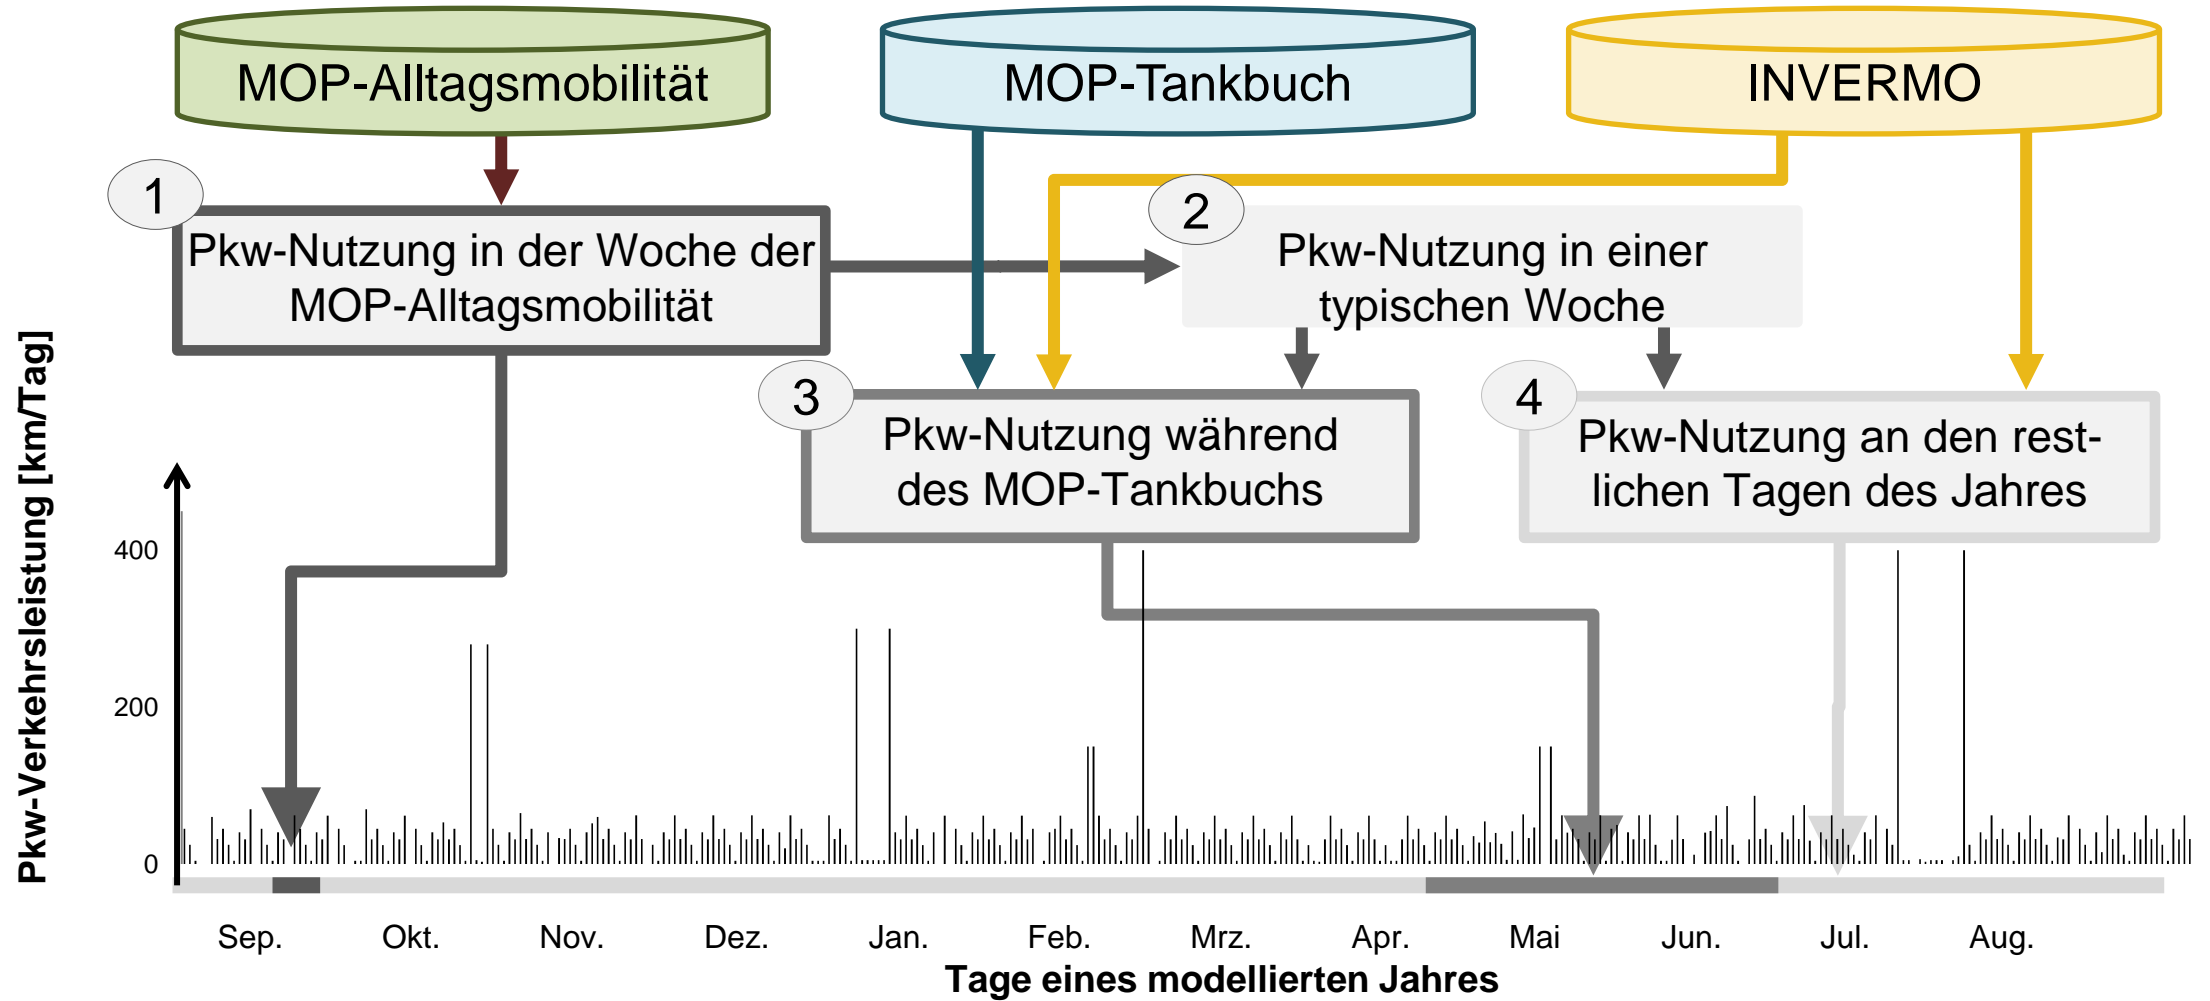 MOP-Alltagsmobilität
MOP-Tankbuch
INVERMO
1
Pkw-Nutzung in der Woche der
MOP-Alltagsmobilität
2
Pkw-Nutzung in einer
typischen Woche
3
Pkw-Nutzung während
des MOP-Tankbuchs
4
Pkw-Nutzung an den rest-
lichen Tagen des Jahres
Pkw-Verkehrsleistung [km/Tag]
400
200
0
Sep. Okt. Nov. Dez. Jan. Feb. Mrz. Apr. Mai Jun. Jul. Aug.
Tage eines modellierten Jahres